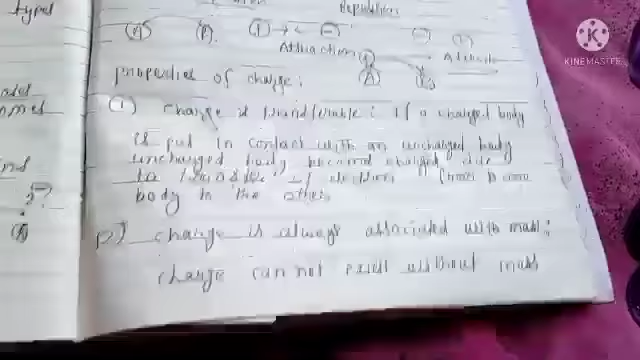 types
Repulsion
Attraction
properties of charge:
(1) charge is transferable: If a charged body
is put in contact with an uncharged body
uncharged body became charged due
to of electron from one
body to the other
2) charge is always associated with mass:
charge can not exist without mass
K
KINEMASTER